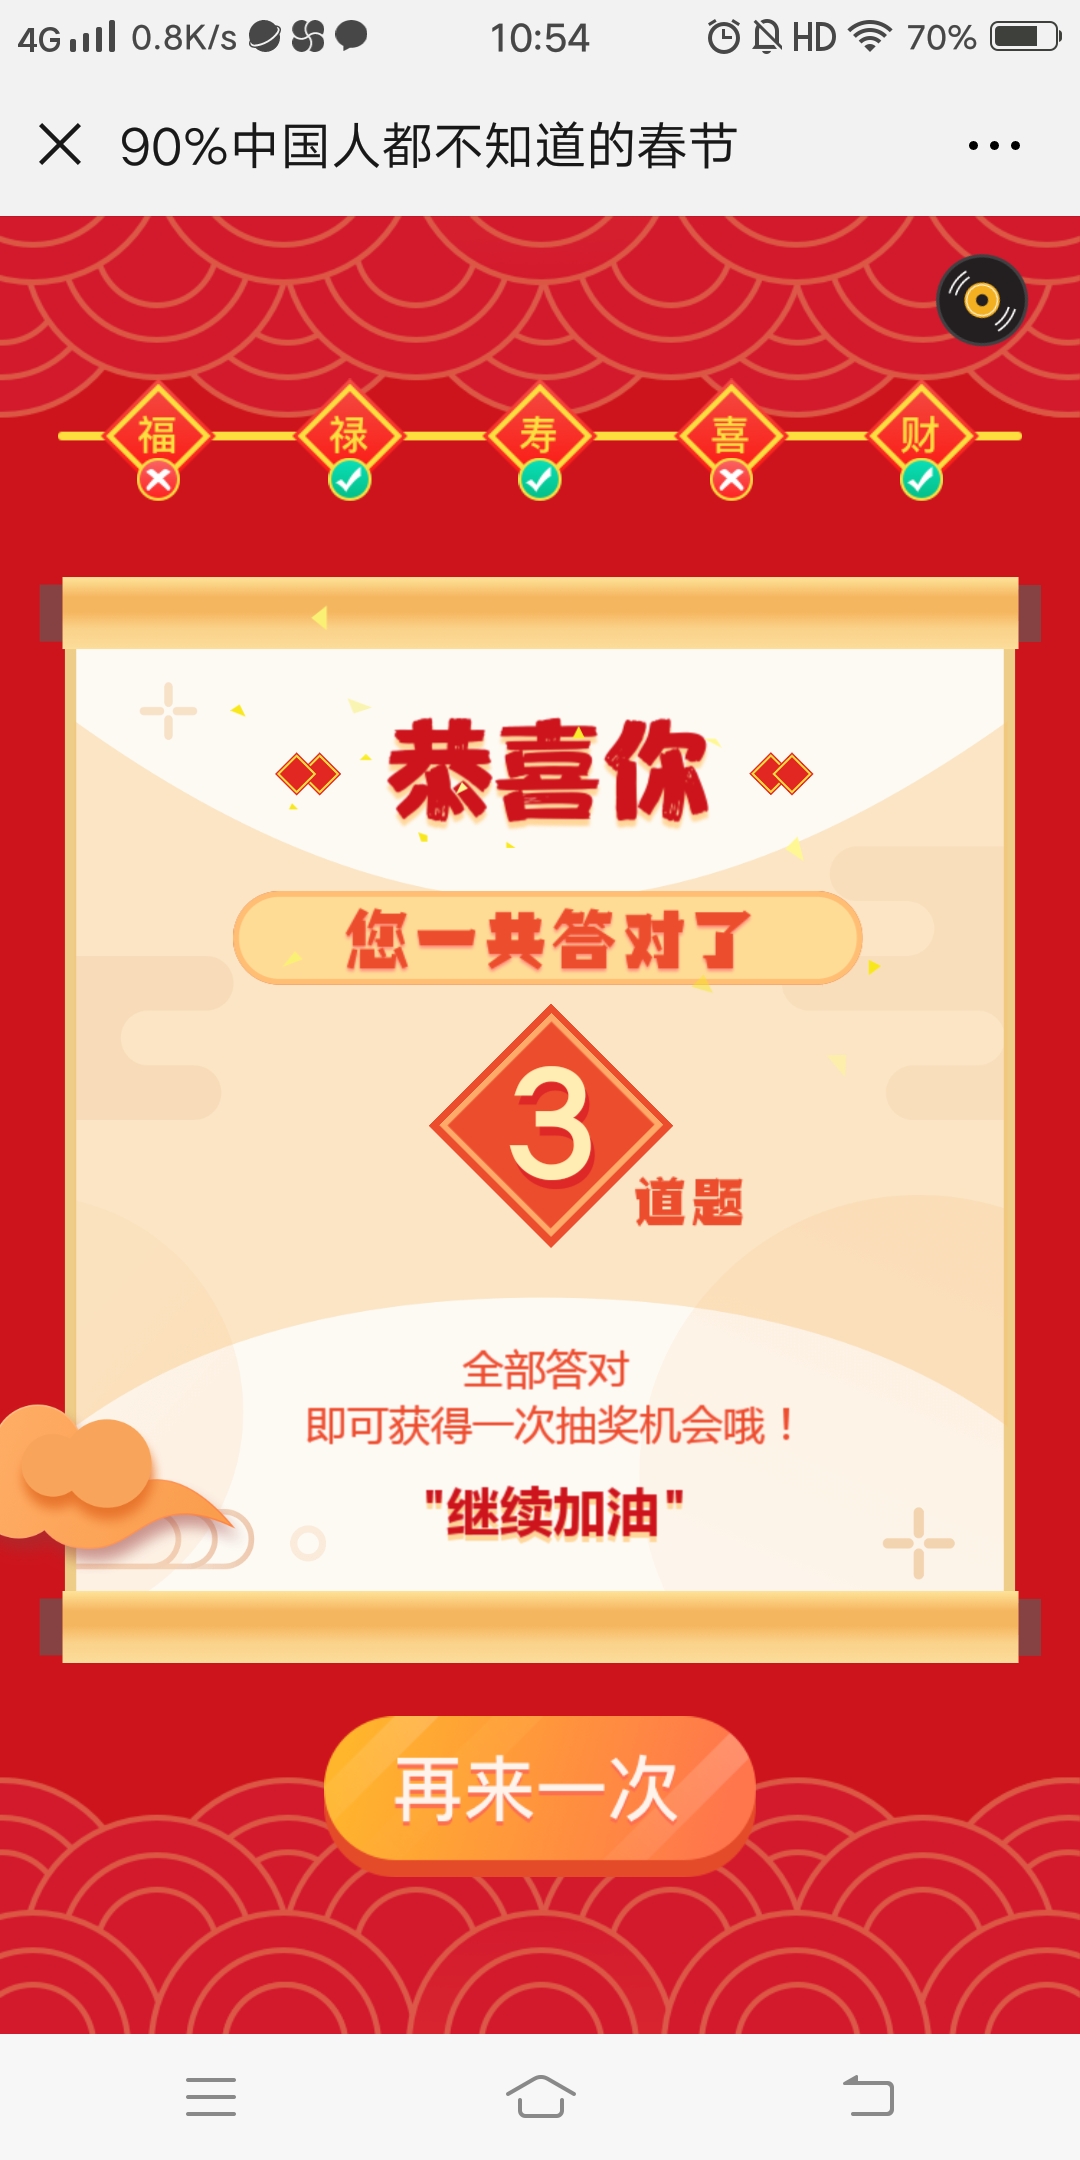 4G 0.8K/s 10:54 HD 70%
90%中国人都不知道的春节
福 禄 寿 喜 财
恭喜你
您一共答对了
3
道题
全部答对
即可获得一次抽奖机会哦！
"继续加油"
再来一次